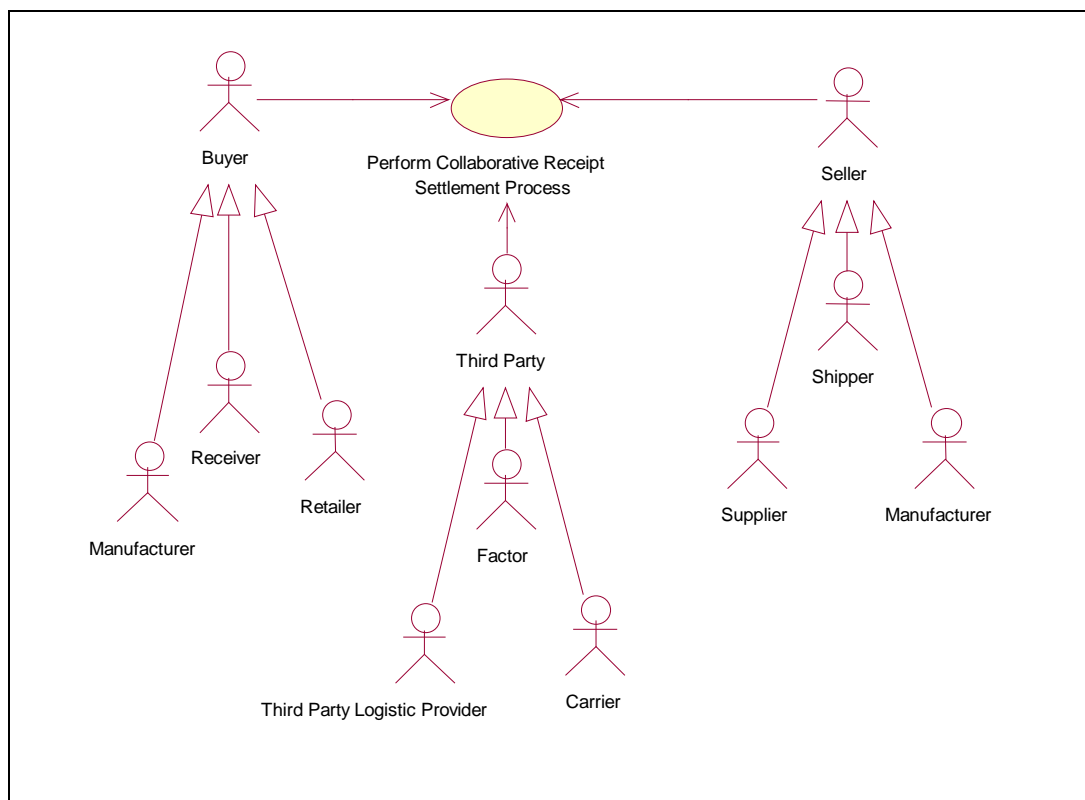 Buyer
Perform Collaborative Receipt
Settlement Process
Seller
Third Party
Shipper
Receiver
Retailer
Supplier
Manufacturer
Manufacturer
Factor
Third Party Logistic Provider
Carrier